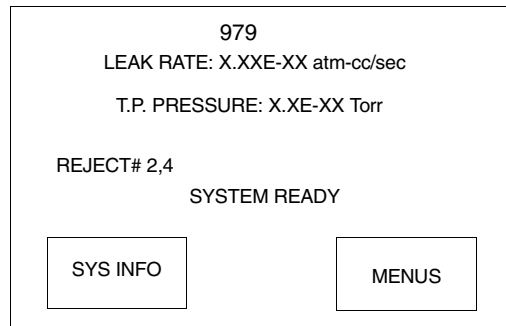 979
LEAK RATE: X.XXE-XX atm-cc/sec
T.P. PRESSURE: X.XE-XX Torr
REJECT# 2,4
SYSTEM READY
SYS INFO
MENUS